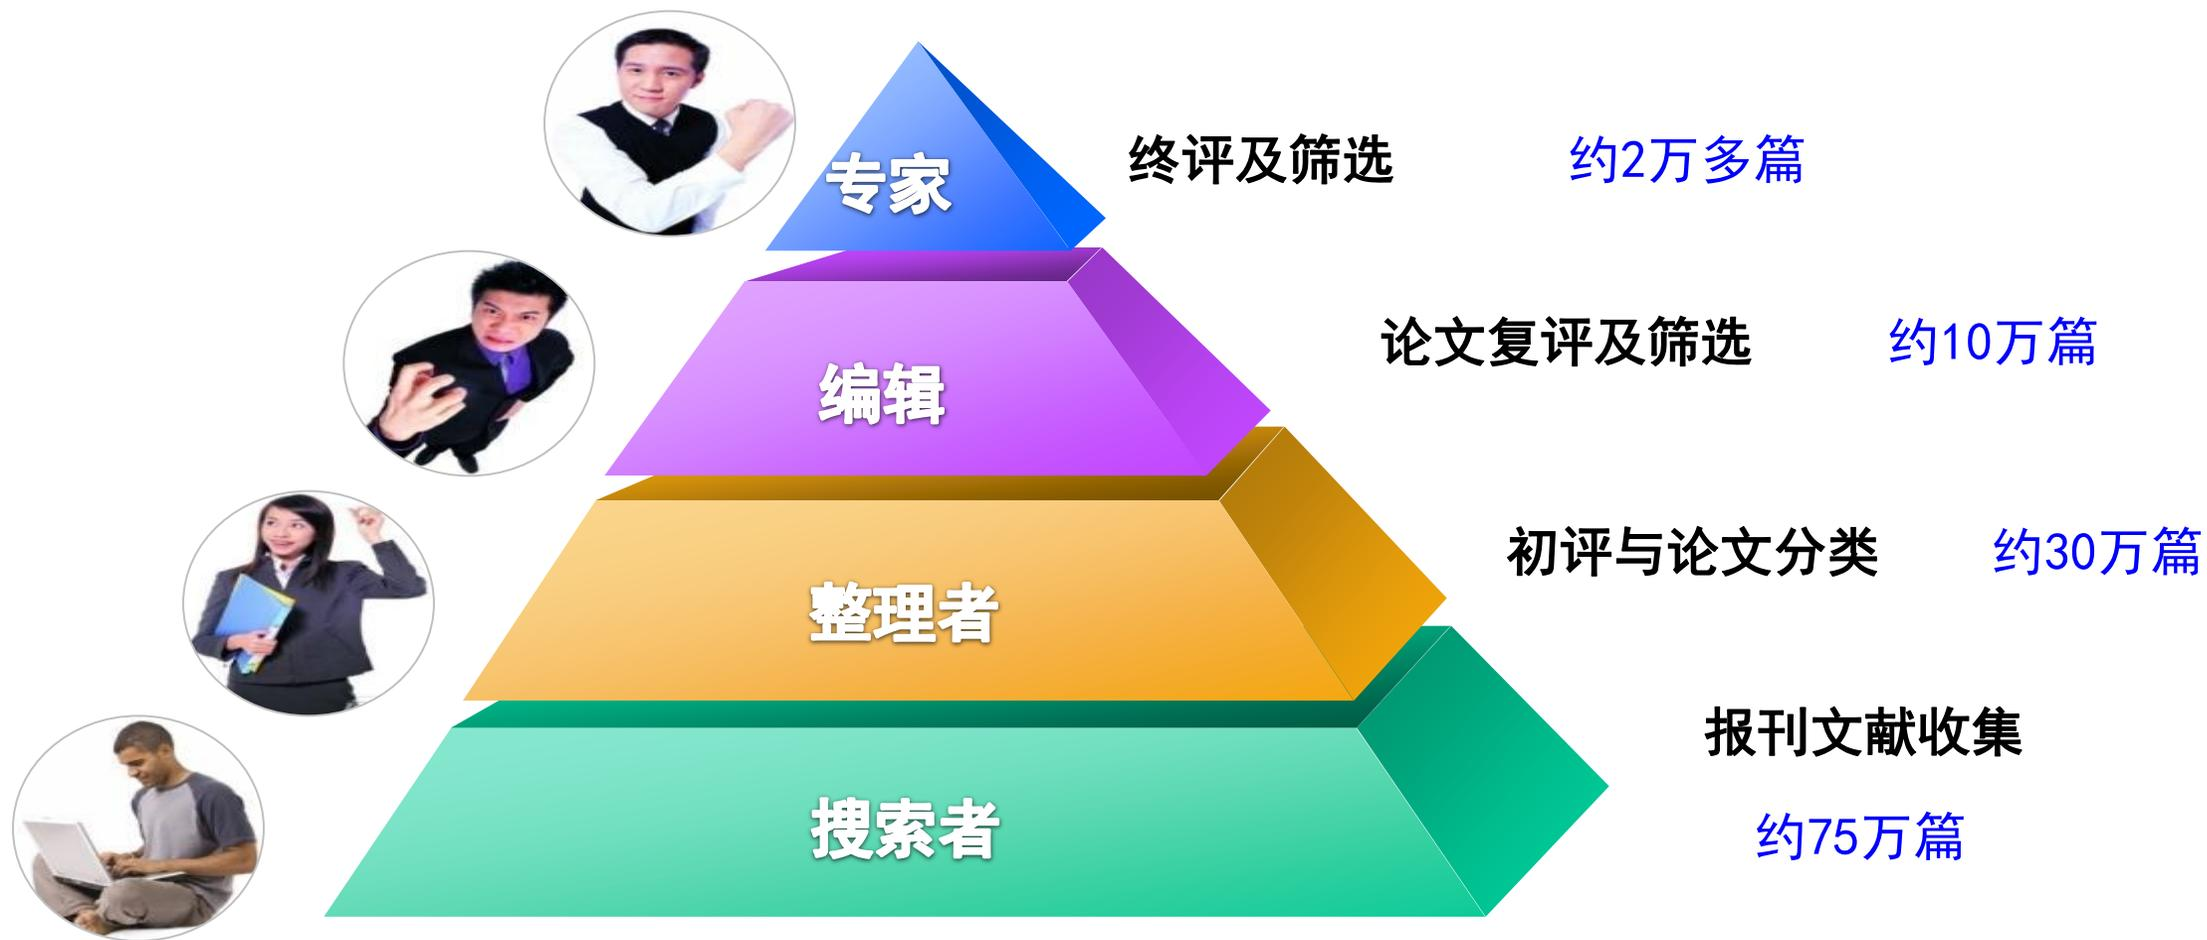 专家
终评及筛选 约2万多篇
编辑
论文复评及筛选 约10万篇
整理者
初评与论文分类 约30万篇
搜索者
报刊文献收集
约75万篇